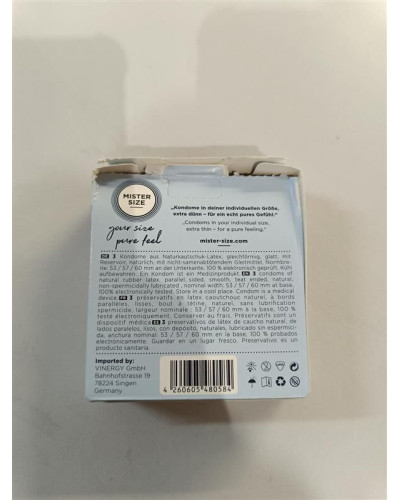 MISTER
SIZE
your size
pure feel
„Kondome in deiner individuellen Größe,
extra dünn – für ein echt pures Gefühl.“
„Condoms in your individual size,
extra thin – for a pure feeling.“
mister-size.com
DE 3 Kondome aus Naturkautschuk-Latex, gleichförmig, glatt, mit
Reservoir, natürlich, mit nicht-samenabtötendem Gleitmittel, Nornbrei-
te: 53 / 57 / 60 mm an der Unterkante. 100 % elektronisch geprüft. Kühl
aufbewahren. Ein Kondom ist ein Medizinprodukt. EN 3 condoms of
natural rubber latex, parallel sided, smooth, teat ended, natural,
non-spermicidally lubricated , nominal width: 53 / 57 / 60 mm at base,
100% electronically tested. Store in a cool place. Condom is a medical
device. FR 3 préservatifs en latex caoutchouc naturel, à bords
parallèles, lisses, bout à tétine, naturel, sans lubrification
spermicide, largeur nominale : 53 / 57 / 60 mm à la base, 100 %
testé électroniquement. Conserver au frais. Préservatifs sont un
dispositif médical. ES 3 preservativos de látex de caucho natural, de
lados paralelos, lisos, con depósito, naturales, lubricado sin espermici-
da, anchura nominal: 53 / 57 / 60 mm en la base, 100 % probados
electrónicamente. Guardar en un lugar fresco. Preservativo es un
producto sanitario.
Imported by:
VINERGY GmbH
Bahnhofstrasse 19
78224 Singen
Germany
4 260605 480584